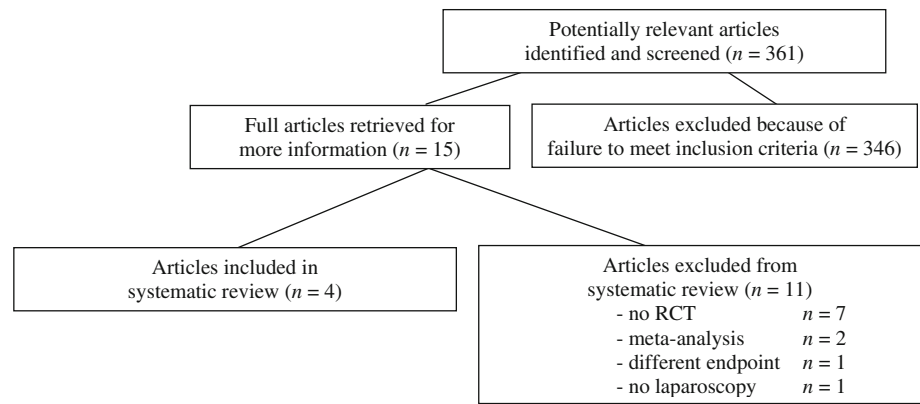 Potentially relevant articles
identified and screened (n = 361)
Full articles retrieved for
more information (n = 15)
Articles excluded because of
failure to meet inclusion criteria (n = 346)
Articles included in
systematic review (n = 4)
Articles excluded from
systematic review (n = 11)
- no RCT n = 7
- meta-analysis n = 2
- different endpoint n = 1
- no laparoscopy n = 1